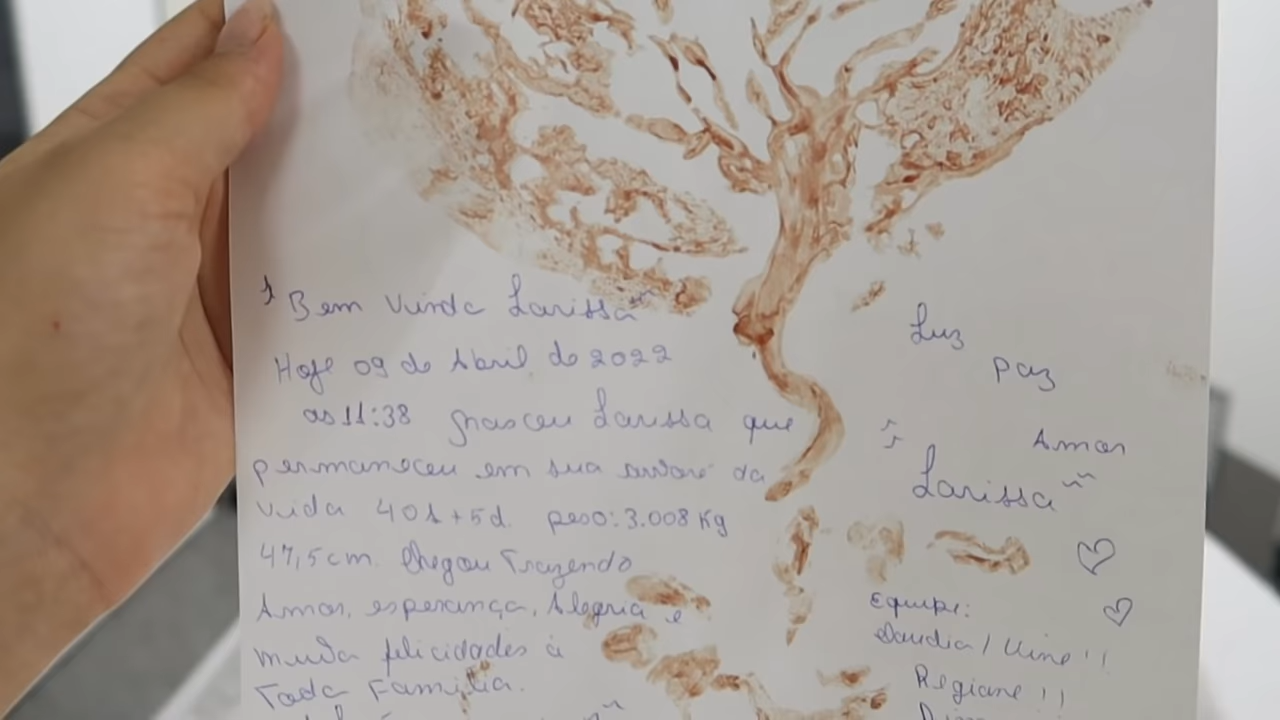 Bem Vinda Larissa
Hoje 09 de Abril de 2022
as 11:38 nasceu Larissa que
permaneceu em sua arvore da
vida 40s+5d. peso: 3.008 Kg
47,5cm. Chegou Trazendo
Amor, esperança, Alegria e
muita felicidades à
Toda Família.
Luz
Paz
Amor
Larissa
Equipe:
Claudia /
Regiane !!